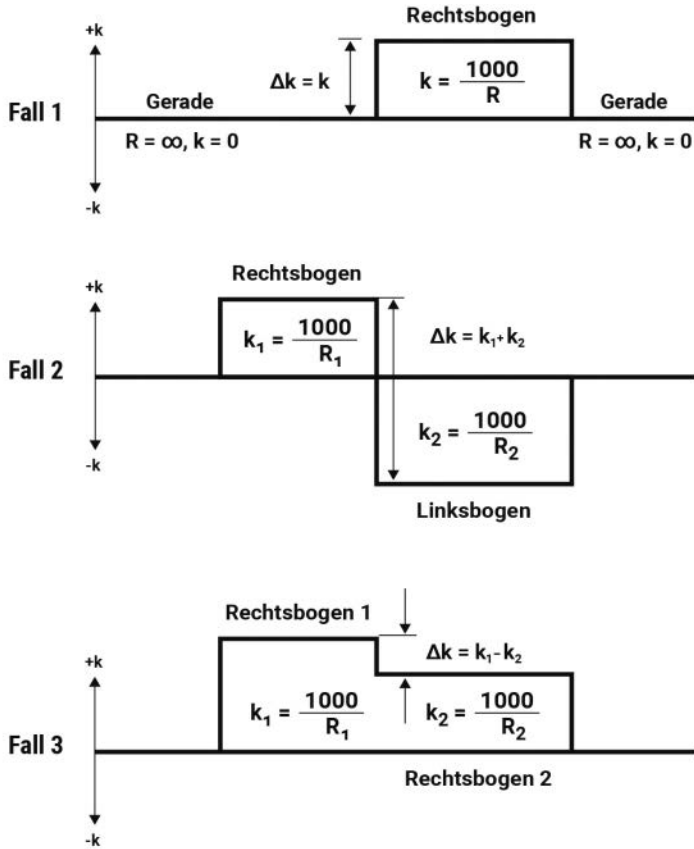 Rechtsbogen
+k
Δk = k
k = 1000/R
Gerade
Gerade
Fall 1
R = ∞, k = 0
R = ∞, k = 0
-k
Rechtsbogen
+k
k₁ = 1000/R₁
Δk = k₁+k₂
Fall 2
k₂ = 1000/R₂
-k
Linksbogen
Rechtsbogen 1
+k
Δk = k₁-k₂
k₁ = 1000/R₁
k₂ = 1000/R₂
Fall 3
Rechtsbogen 2
-k